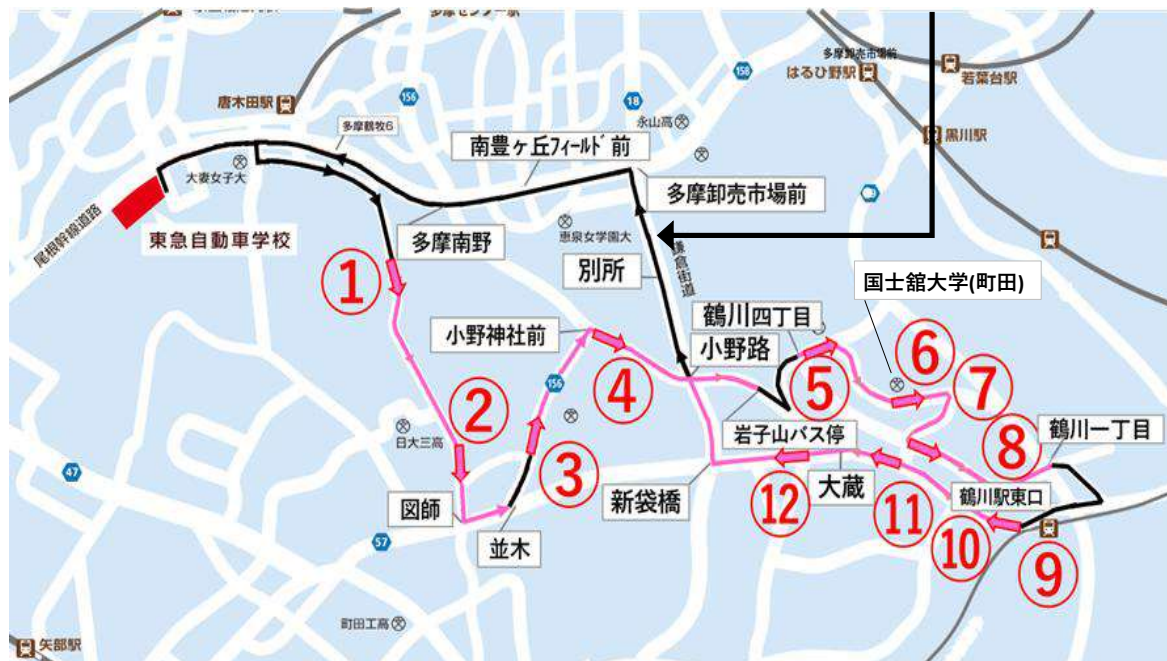 多摩卸売市場前
はるひ野駅
若葉台駅
158
156
18
唐木田駅
多摩鶴牧6
永山高
黒川駅
南豊ヶ丘フィールド前
大妻女子大
多摩卸売市場前
尾根幹線道路
東急自動車学校
多摩南野
恵泉女学園大
別所
鎌倉街道
国士舘大学(町田)
①
鶴川四丁目
小野神社前
小野路
⑥
156
④
⑤
⑦
②
日大三高
岩子山バス停
⑧
鶴川一丁目
③
47
新袋橋
大蔵
鶴川駅東口
図師
⑫
⑪
並木
57
⑩
⑨
町田工高
矢部駅